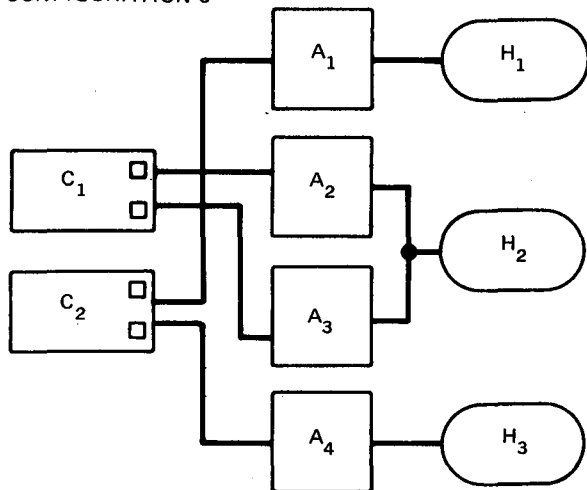 A₁
H₁
C₁
A₂
H₂
C₂
A₃
A₄
H₃